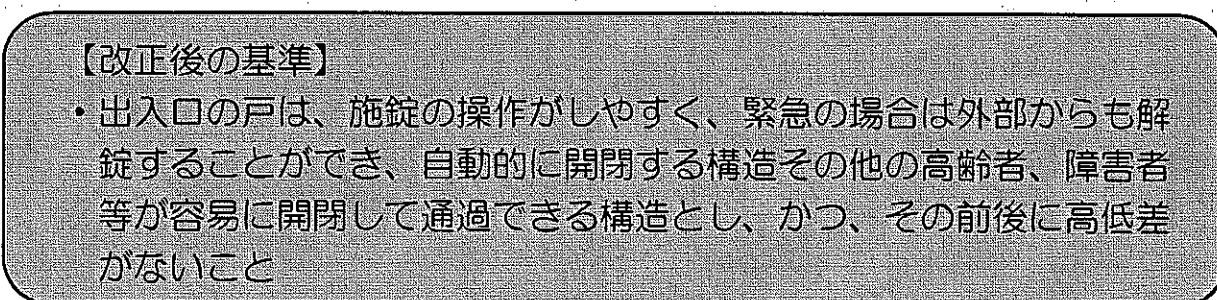 【改正後の基準】
・出入口の戸は、施錠の操作がしやすく、緊急の場合は外部からも解
錠することができ、自動的に開閉する構造その他の高齢者、障害者
等が容易に開閉して通過できる構造とし、かつ、その前後に高低差
がないこと